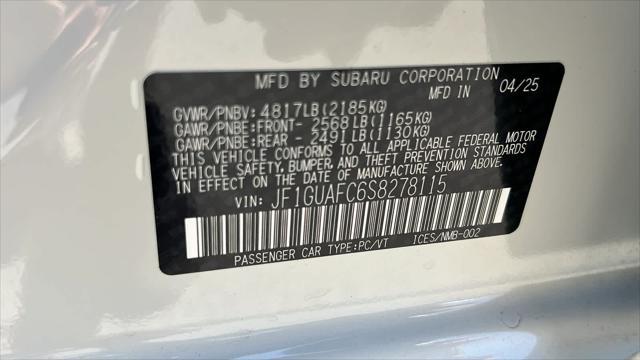 MFD BY SUBARU CORPORATION
MFD IN 04/25
GVWR/PNBV: 4817LB(2185KG)
GAWR/PNBE:FRONT- 2568LB(1165KG)
GAWR/PNBE:REAR - 2491LB(1130KG)
THIS VEHICLE CONFORMS TO ALL APPLICABLE FEDERAL MOTOR
VEHICLE SAFETY, BUMPER, AND THEFT PREVENTION STANDARDS
IN EFFECT ON THE DATE OF MANUFACTURE SHOWN ABOVE.
VIN: JF1GUAFC6S8278115
PASSENGER CAR TYPE:PC/VT ICES/NMB-002